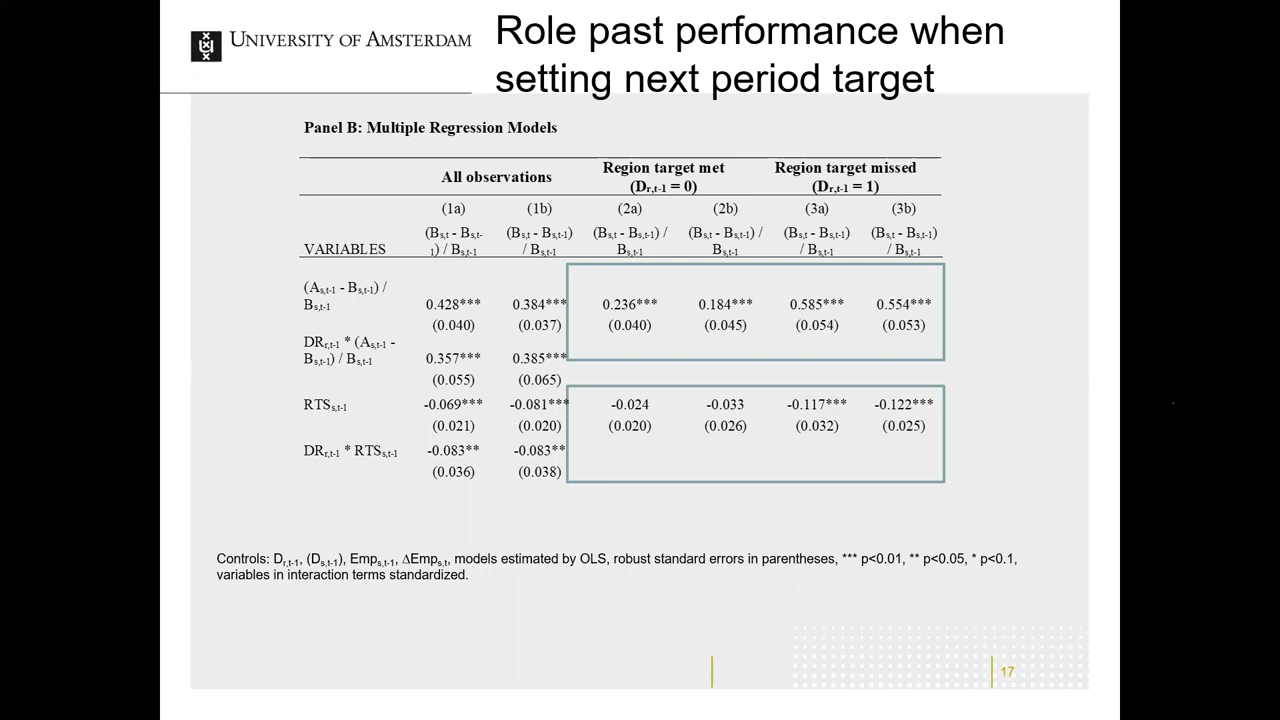 UNIVERSITY OF AMSTERDAM
Role past performance when
setting next period target
Panel B: Multiple Regression Models
All observations
Region target met
(Dr,t-1 = 0)
Region target missed
(Dr,t-1 = 1)
(1a) (1b) (2a) (2b) (3a) (3b)
VARIABLES
(Bs,t - Bs,t-
1) / Bs,t-1
(Bs,t - Bs,t-1)
/ Bs,t-1
(Bs,t - Bs,t-1) /
Bs,t-1
(Bs,t - Bs,t-1) /
Bs,t-1
(Bs,t - Bs,t-1)
/ Bs,t-1
(Bs,t - Bs,t-1)
/ Bs,t-1
(As,t-1 - Bs,t-1) /
Bs,t-1 0.428*** 0.384*** 0.236*** 0.184*** 0.585*** 0.554***
(0.040) (0.037) (0.040) (0.045) (0.054) (0.053)
DRr,t-1 * (As,t-1 -
Bs,t-1) / Bs,t-1 0.357*** 0.385***
(0.055) (0.065)
RTSs,t-1 -0.069*** -0.081*** -0.024 -0.033 -0.117*** -0.122***
(0.021) (0.020) (0.020) (0.026) (0.032) (0.025)
DRr,t-1 * RTSs,t-1 -0.083** -0.083**
(0.036) (0.038)
Controls: Dr,t-1, (Ds,t-1), Emps,t-1, ΔEmps,t, models estimated by OLS, robust standard errors in parentheses, *** p<0.01, ** p<0.05, * p<0.1,
variables in interaction terms standardized.
17